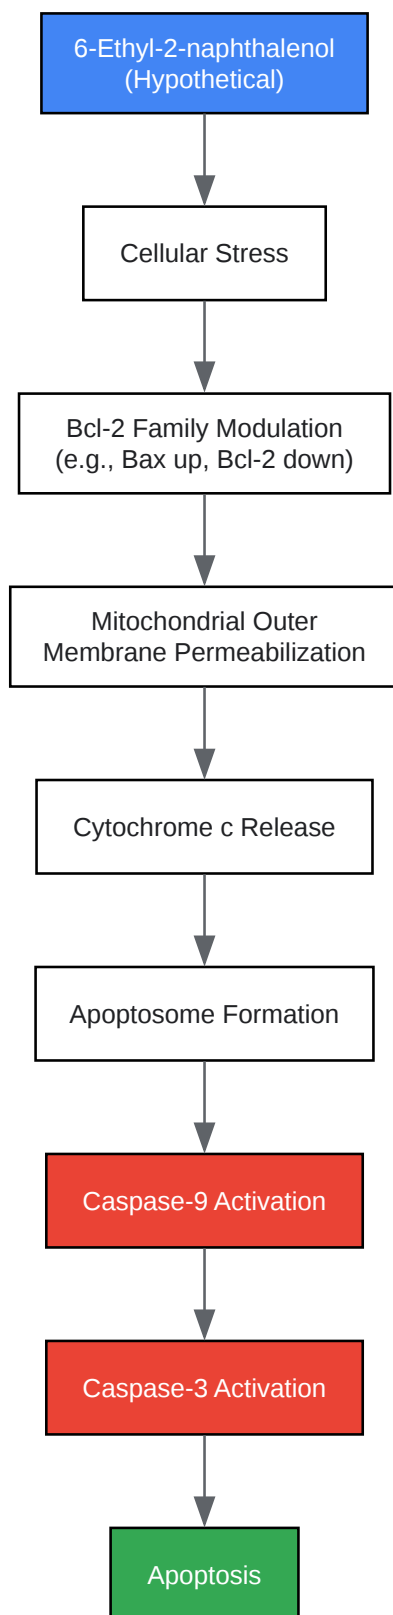 6-Ethyl-2-naphthalenol
(Hypothetical)
Cellular Stress
Bcl-2 Family Modulation
(e.g., Bax up, Bcl-2 down)
Mitochondrial Outer
Membrane Permeabilization
Cytochrome c Release
Apoptosome Formation
Caspase-9 Activation
Caspase-3 Activation
Apoptosis